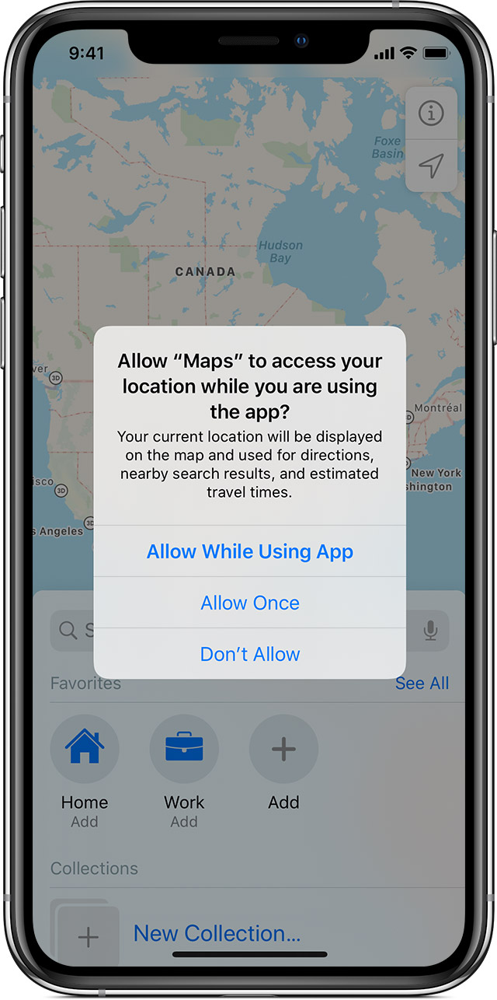 9:41
Foxe
Basin
Hudson
Bay
CANADA
Allow “Maps” to access your
location while you are using
the app?
Your current location will be displayed
on the map and used for directions,
nearby search results, and estimated
travel times.
ver
3D
Montréal
D
New York
shington
isco
3D
s Angeles
3D
Allow While Using App
Allow Once
Don’t Allow
S
Favorites
See All
Home
Add
Work
Add
Add
Collections
New Collection...